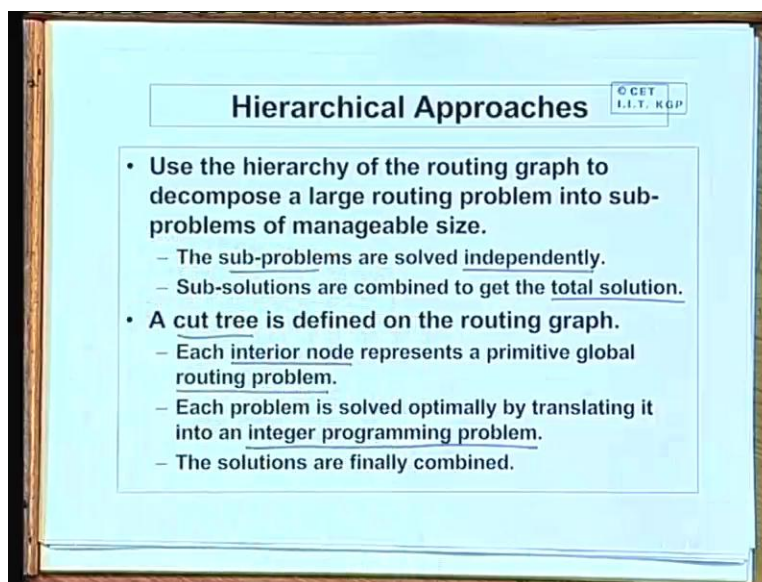 Hierarchical Approaches
© CET
I.I.T. KGP
• Use the hierarchy of the routing graph to
decompose a large routing problem into sub-
problems of manageable size.
– The sub-problems are solved independently.
– Sub-solutions are combined to get the total solution.
• A cut tree is defined on the routing graph.
– Each interior node represents a primitive global
routing problem.
– Each problem is solved optimally by translating it
into an integer programming problem.
– The solutions are finally combined.